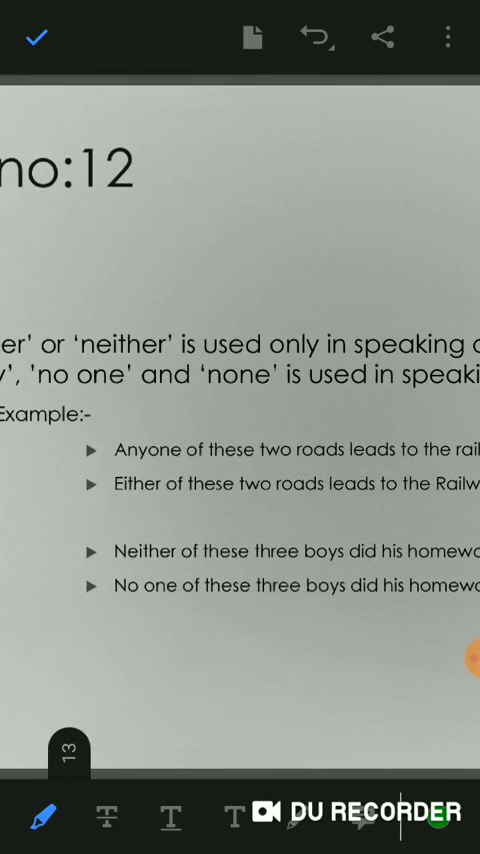 no:12
er’ or ‘neither’ is used only in speaking
y’, ’no one’ and ‘none’ is used in speaki
Example:-
Anyone of these two roads leads to the rail
Either of these two roads leads to the Railw
Neither of these three boys did his homewo
No one of these three boys did his homewo
13
DU RECORDER